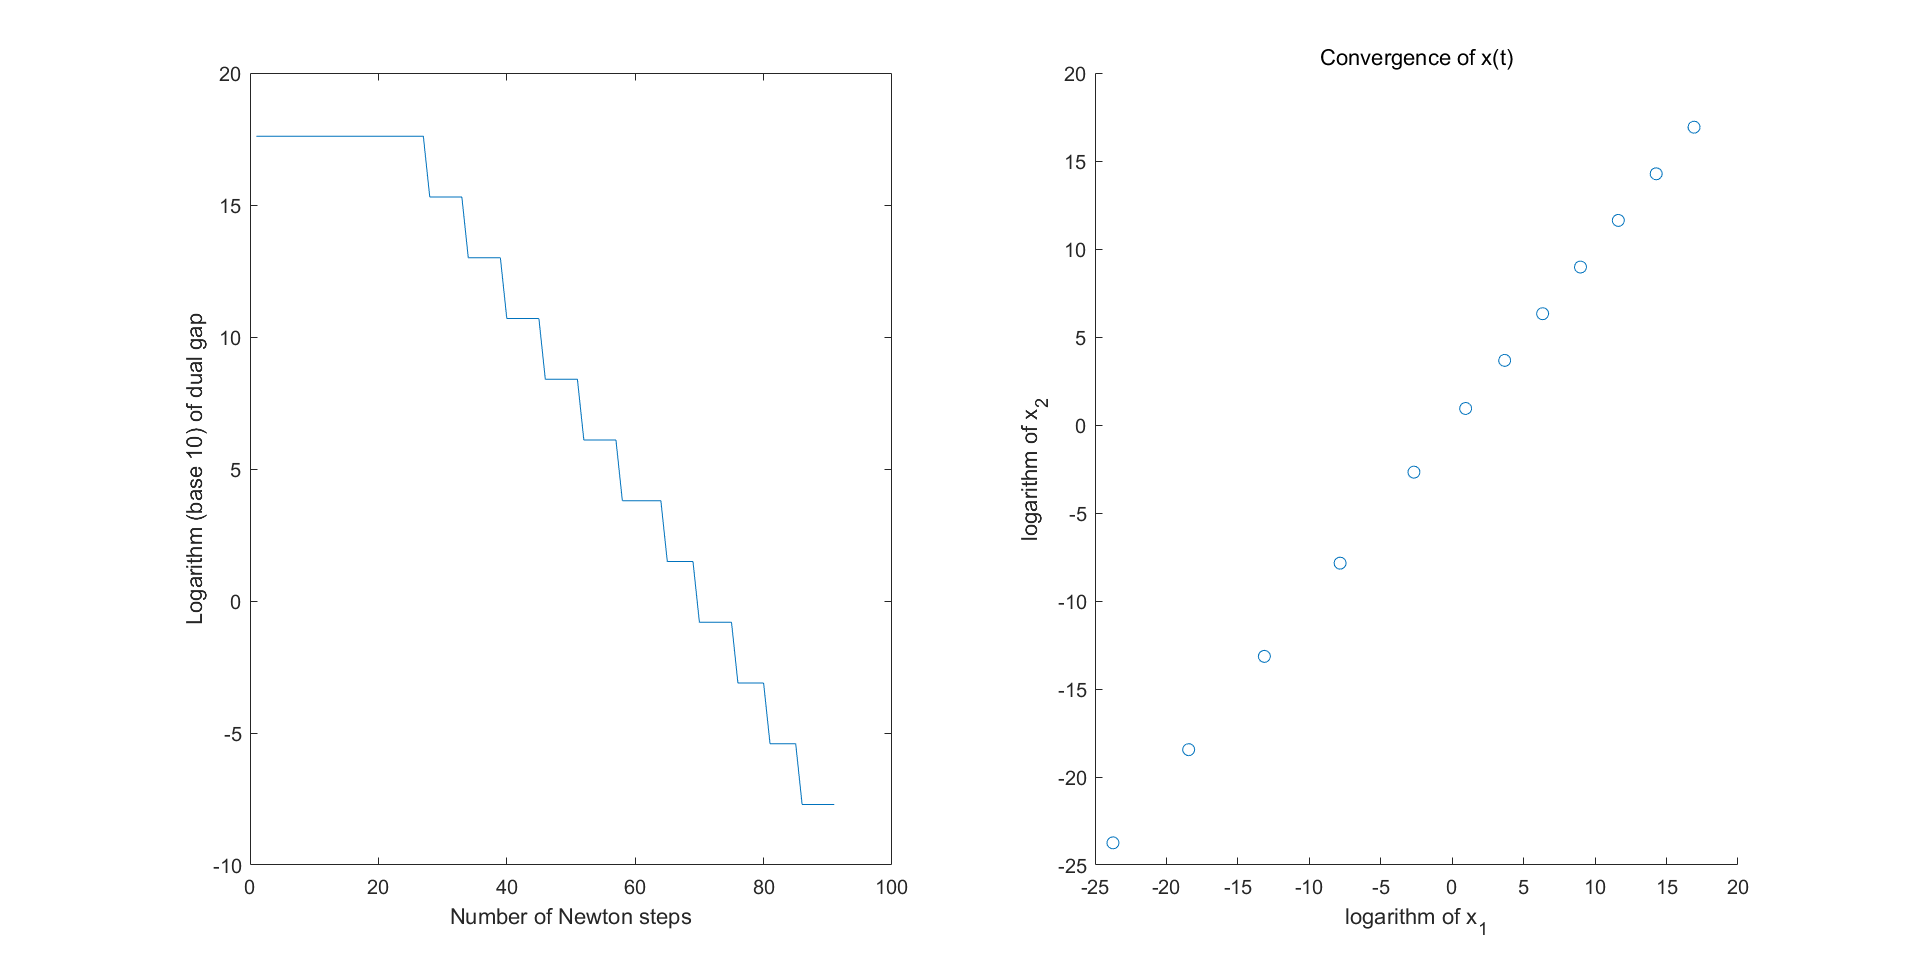 20
15
10
5
0
-5
-10
0 20 40 60 80 100
Number of Newton steps
Logarithm (base 10) of dual gap
Convergence of x(t)
20
15
10
5
0
-5
-10
-15
-20
-25
-25 -20 -15 -10 -5 0 5 10 15 20
logarithm of x1
logarithm of x2